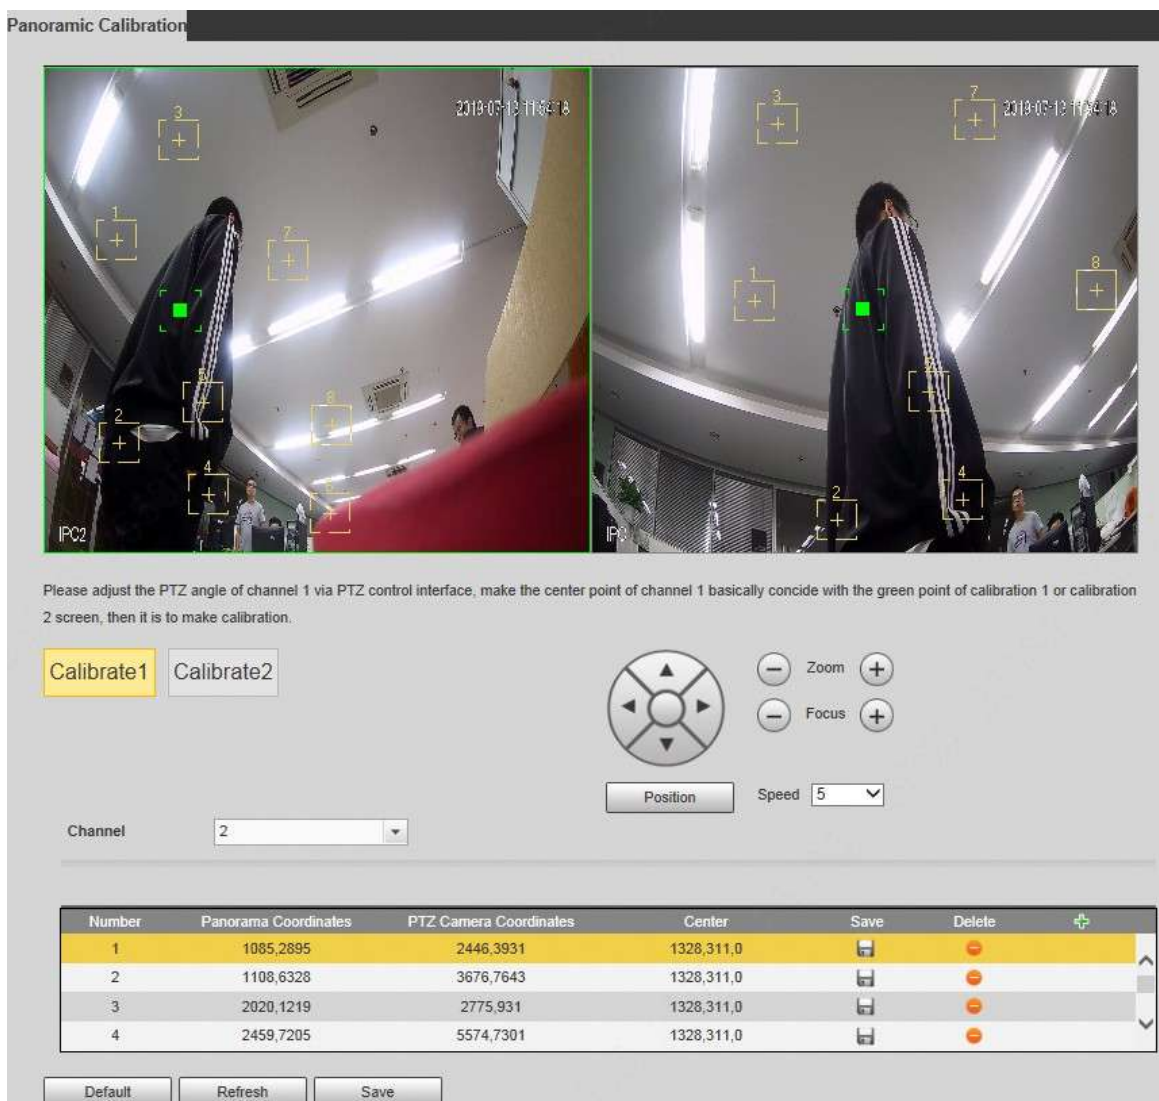 Panoramic Calibration
2019-07-13 11:54:18
2019-07-13 11:54:18
3
3
7
1
7
1
8
5
2
8
2
4
4
IPC2
IPC
Please adjust the PTZ angle of channel 1 via PTZ control interface, make the center point of channel 1 basically concide with the green point of calibration 1 or calibration
2 screen, then it is to make calibration.
Calibrate1 Calibrate2
Zoom
Focus
Position Speed 5
Channel 2
Number Panorama Coordinates PTZ Camera Coordinates Center Save Delete
1 1085,2895 2446,3931 1328,311,0
2 1108,6328 3676,7643 1328,311,0
3 2020,1219 2775,931 1328,311,0
4 2459,7205 5574,7301 1328,311,0
Default Refresh Save